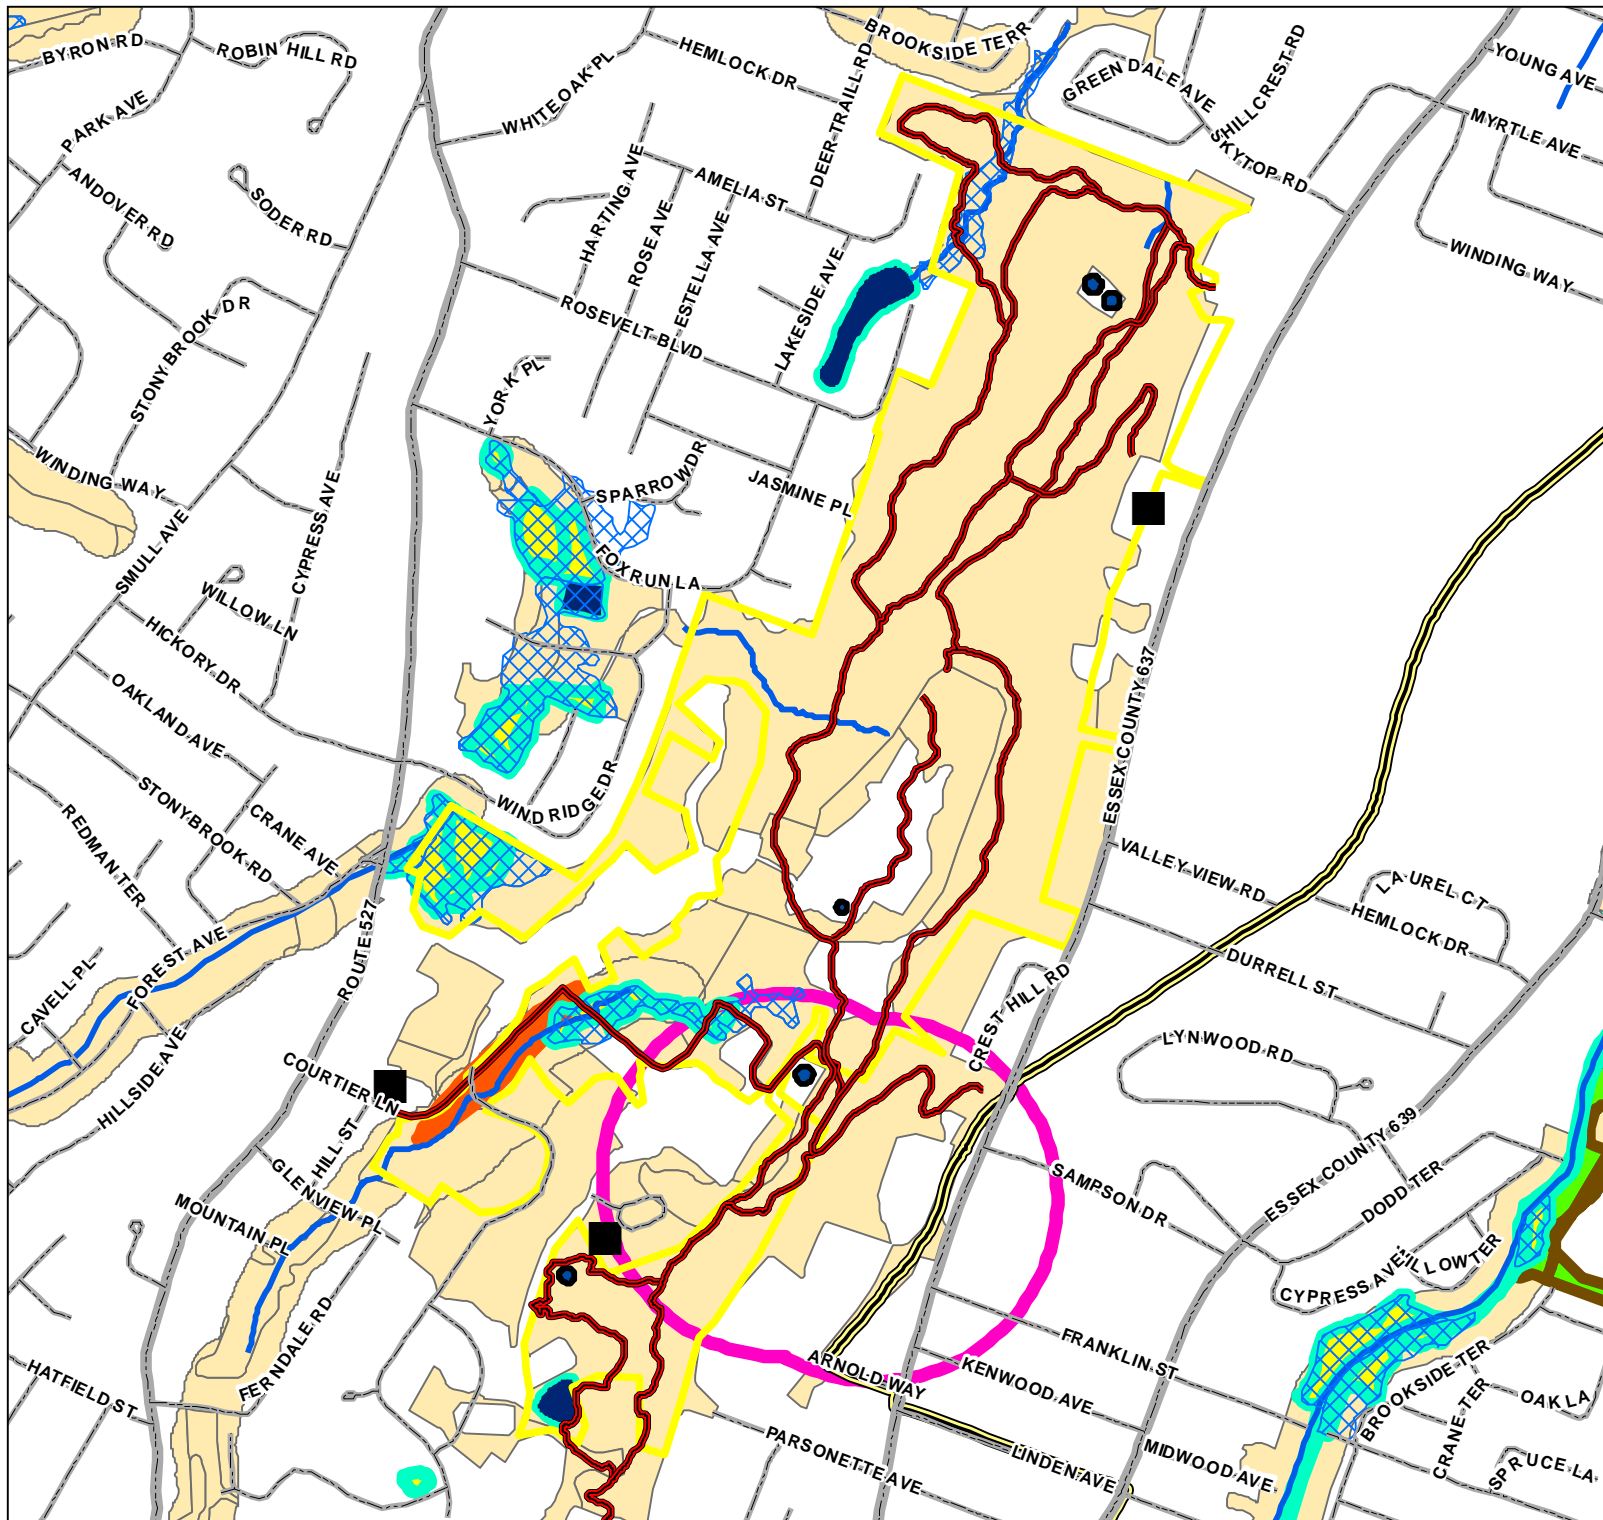 BYRON RD
ROBIN HILL RD
HEMLOCK DR
BROOKSIDE TERR
GREEN DALE AVE
SHILLCREST RD
YOUNG AVE
PARK AVE
WHITEOAK PL
DEER TRAIL RD
SKYTOP RD
MYRTLE AVE
ANDOVER RD
SODER RD
HARTING AVE
ROSE AVE
ESTELLA AVE
AMELIA ST
LAKESIDE AVE
WINDING WAY
STONY BROOK DR
ROSEVELT BLVD
YORK PL
WINDING WAY
SMULL AVE
CYPRESS AVE
SPARROW DR
JASMINE PL
FOX RUN LA
WILLOW LN
HICKORY DR
OAKLAND AVE
ESSEX COUNTY 637
STONYBROOK RD
CRANE AVE
WIND RIDGE DR
REDMAN TER
VALLEY VIEW RD
LAUREL CT
HEMLOCK DR
DURRELL ST
CAVELL PL
FOREST AVE
ROUTE 527
CREST HILL RD
LYNWOOD RD
HILLSIDE AVE
COURTIER LN
HILL ST
GLENVIEW PL
MOUNTAIN PL
SAMPSON DR
ESSEX COUNTY 639
DODD TER
WILLOW TER
CYPRESS AVE
FERNDALE RD
HATFIELD ST
ARNOLD WAY
FRANKLIN ST
KENWOOD AVE
BROOKSIDE TER
CRANE TER
OAK LA
PARSONETTE AVE
LINDEN AVE
MIDWOOD AVE
SPRUCE LA